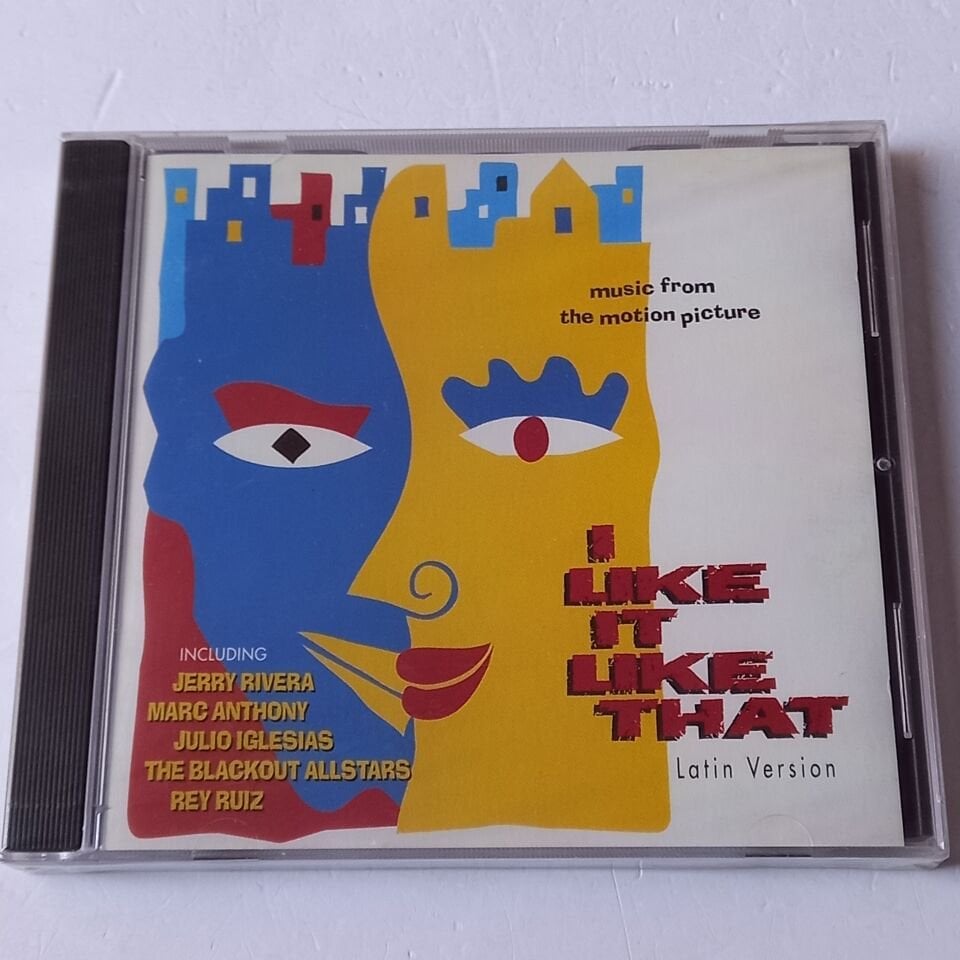 music from
the motion picture
I
LIKE
IT
LIKE
THAT
Latin Version
INCLUDING
JERRY RIVERA
MARC ANTHONY
JULIO IGLESIAS
THE BLACKOUT ALLSTARS
REY RUIZ